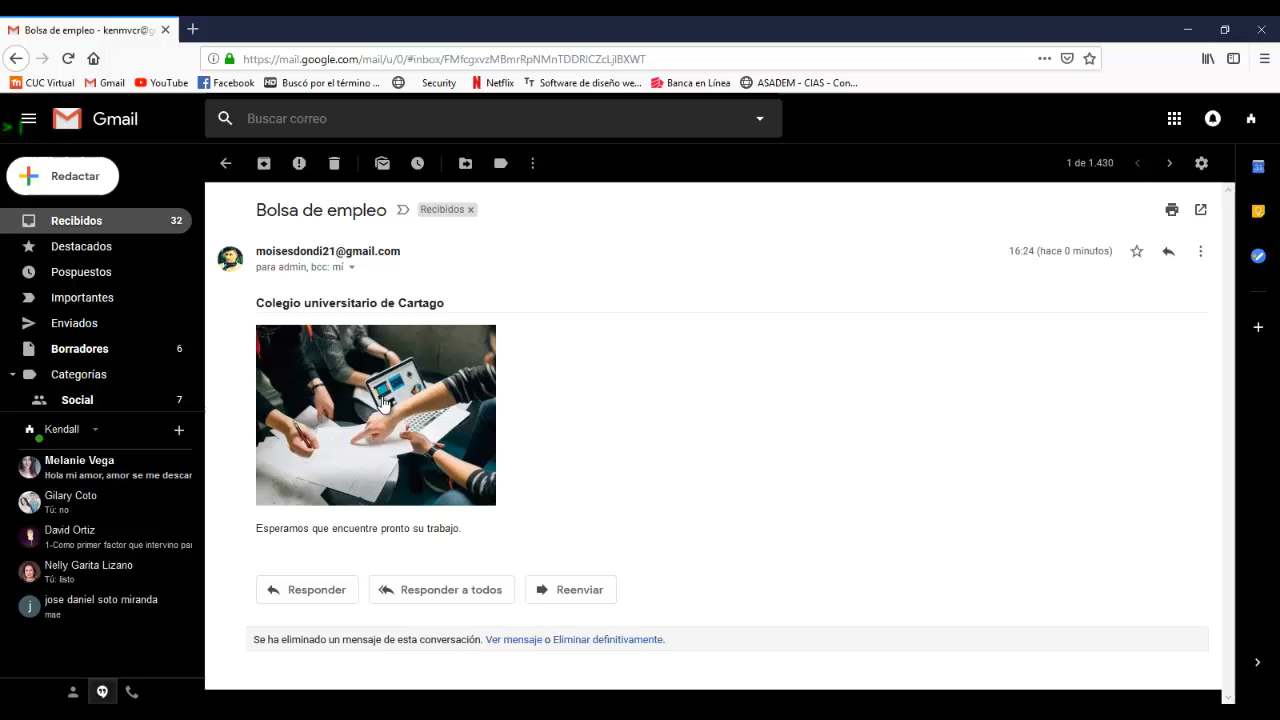 Bolsa de empleo - kenmvcr@g
https://mail.google.com/mail/u/0/#inbox/FMfcgxvzMBmrRpNMnTDDRlCZcLjlBXWT
CUC Virtual Gmail YouTube Facebook Buscó por el término ... Security Netflix Software de diseño we... Banca en Línea ASADEM - CIAS - Con...
Gmail
Buscar correo
Redactar
1 de 1.430
Recibidos 32
Destacados
Pospuestos
Importantes
Enviados
Borradores 6
Categorías
Social 7
Kendall
Melanie Vega
Hola mi amor, amor se me descar
Gilary Coto
Tú: no
David Ortiz
1-Como primer factor que intervino par
Nelly Garita Lizano
Tú: listo
jose daniel soto miranda
mae
Bolsa de empleo Recibidos x
moisesdondi21@gmail.com 16:24 (hace 0 minutos)
para admin, bcc: mí
Colegio universitario de Cartago
Esperamos que encuentre pronto su trabajo.
Responder Responder a todos Reenviar
Se ha eliminado un mensaje de esta conversación. Ver mensaje o Eliminar definitivamente.